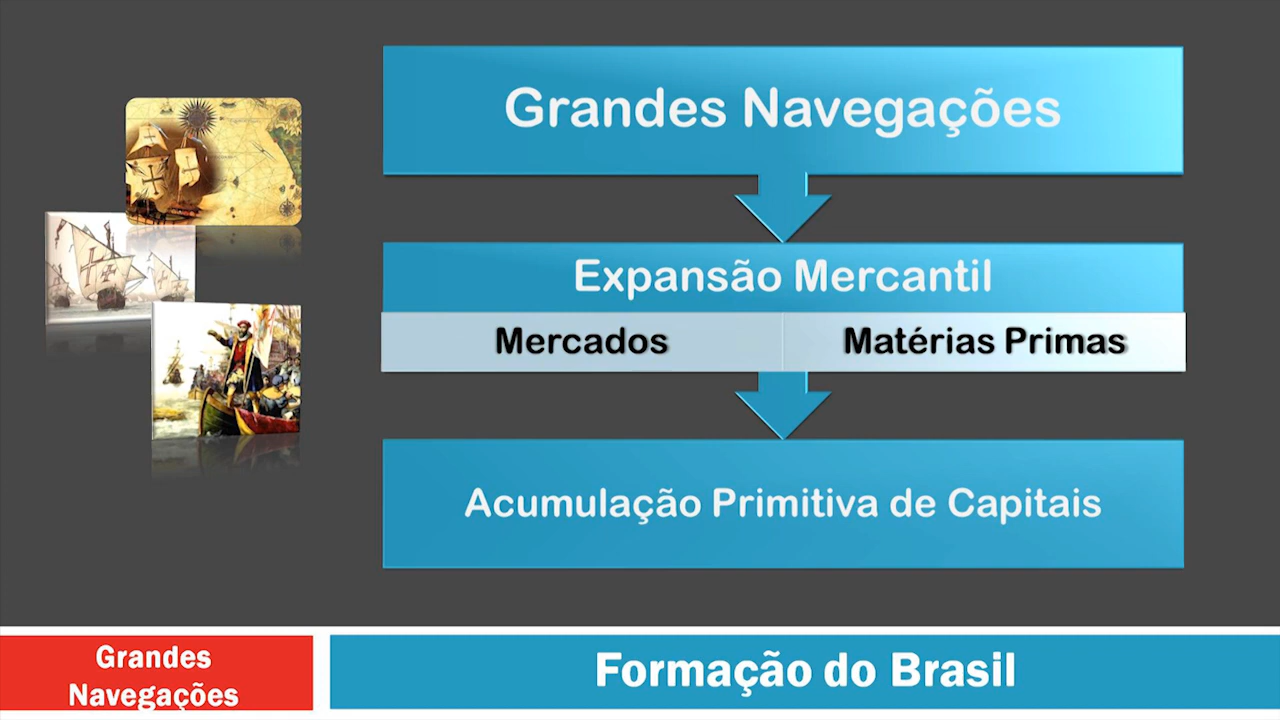 Grandes Navegações
Expansão Mercantil
Mercados
Matérias Primas
Acumulação Primitiva de Capitais
Grandes
Navegações
Formação do Brasil